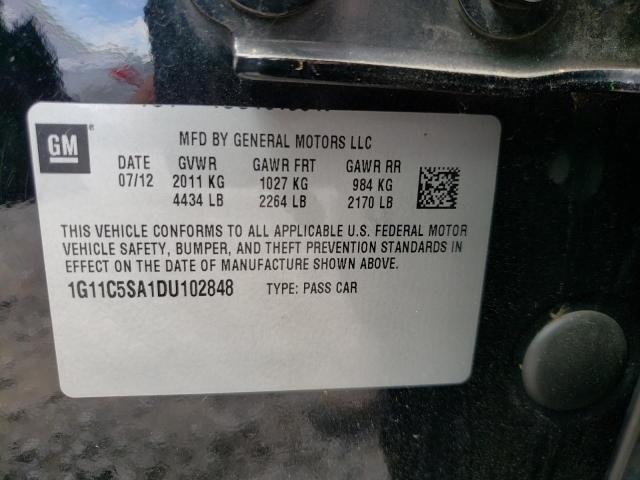 GM
MFD BY GENERAL MOTORS LLC
DATE GVWR GAWR FRT GAWR RR
07/12 2011 KG 1027 KG 984 KG
4434 LB 2264 LB 2170 LB
THIS VEHICLE CONFORMS TO ALL APPLICABLE U.S. FEDERAL MOTOR
VEHICLE SAFETY, BUMPER, AND THEFT PREVENTION STANDARDS IN
EFFECT ON THE DATE OF MANUFACTURE SHOWN ABOVE.
1G11C5SA1DU102848 TYPE: PASS CAR